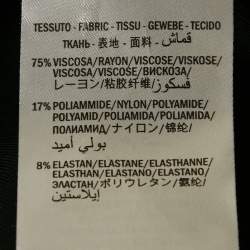 TESSUTO - FABRIC - TISSU - GEWEBE - TECIDO
ТКАНЬ - 表地 - 面料 - قماش
75% VISCOSA/RAYON/VISCOSE/VISKOSE/
VISCOSA/VISCOSE/ВИСКОЗА/
レーヨン/粘胶纤维/فسكوز
17% POLIAMMIDE/NYLON/POLYAMIDE/
POLYAMID/POLIAMIDA/POLIAMIDA/
ПОЛИАМИД/ナイロン/锦纶/
بولي أميد
8% ELASTAN/ELASTANE/ELASTHANNE/
ELASTHAN/ELASTANO/ELASTANO/
ЭЛАСТАН/ポリウレタン/氨纶/
إيلاستين